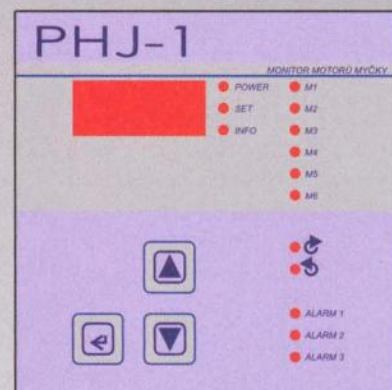 PHJ-1
MONITOR MOTORŮ MYČKY
POWER M1
SET M2
INFO M3
M4
M5
M6
ALARM 1
ALARM 2
ALARM 3